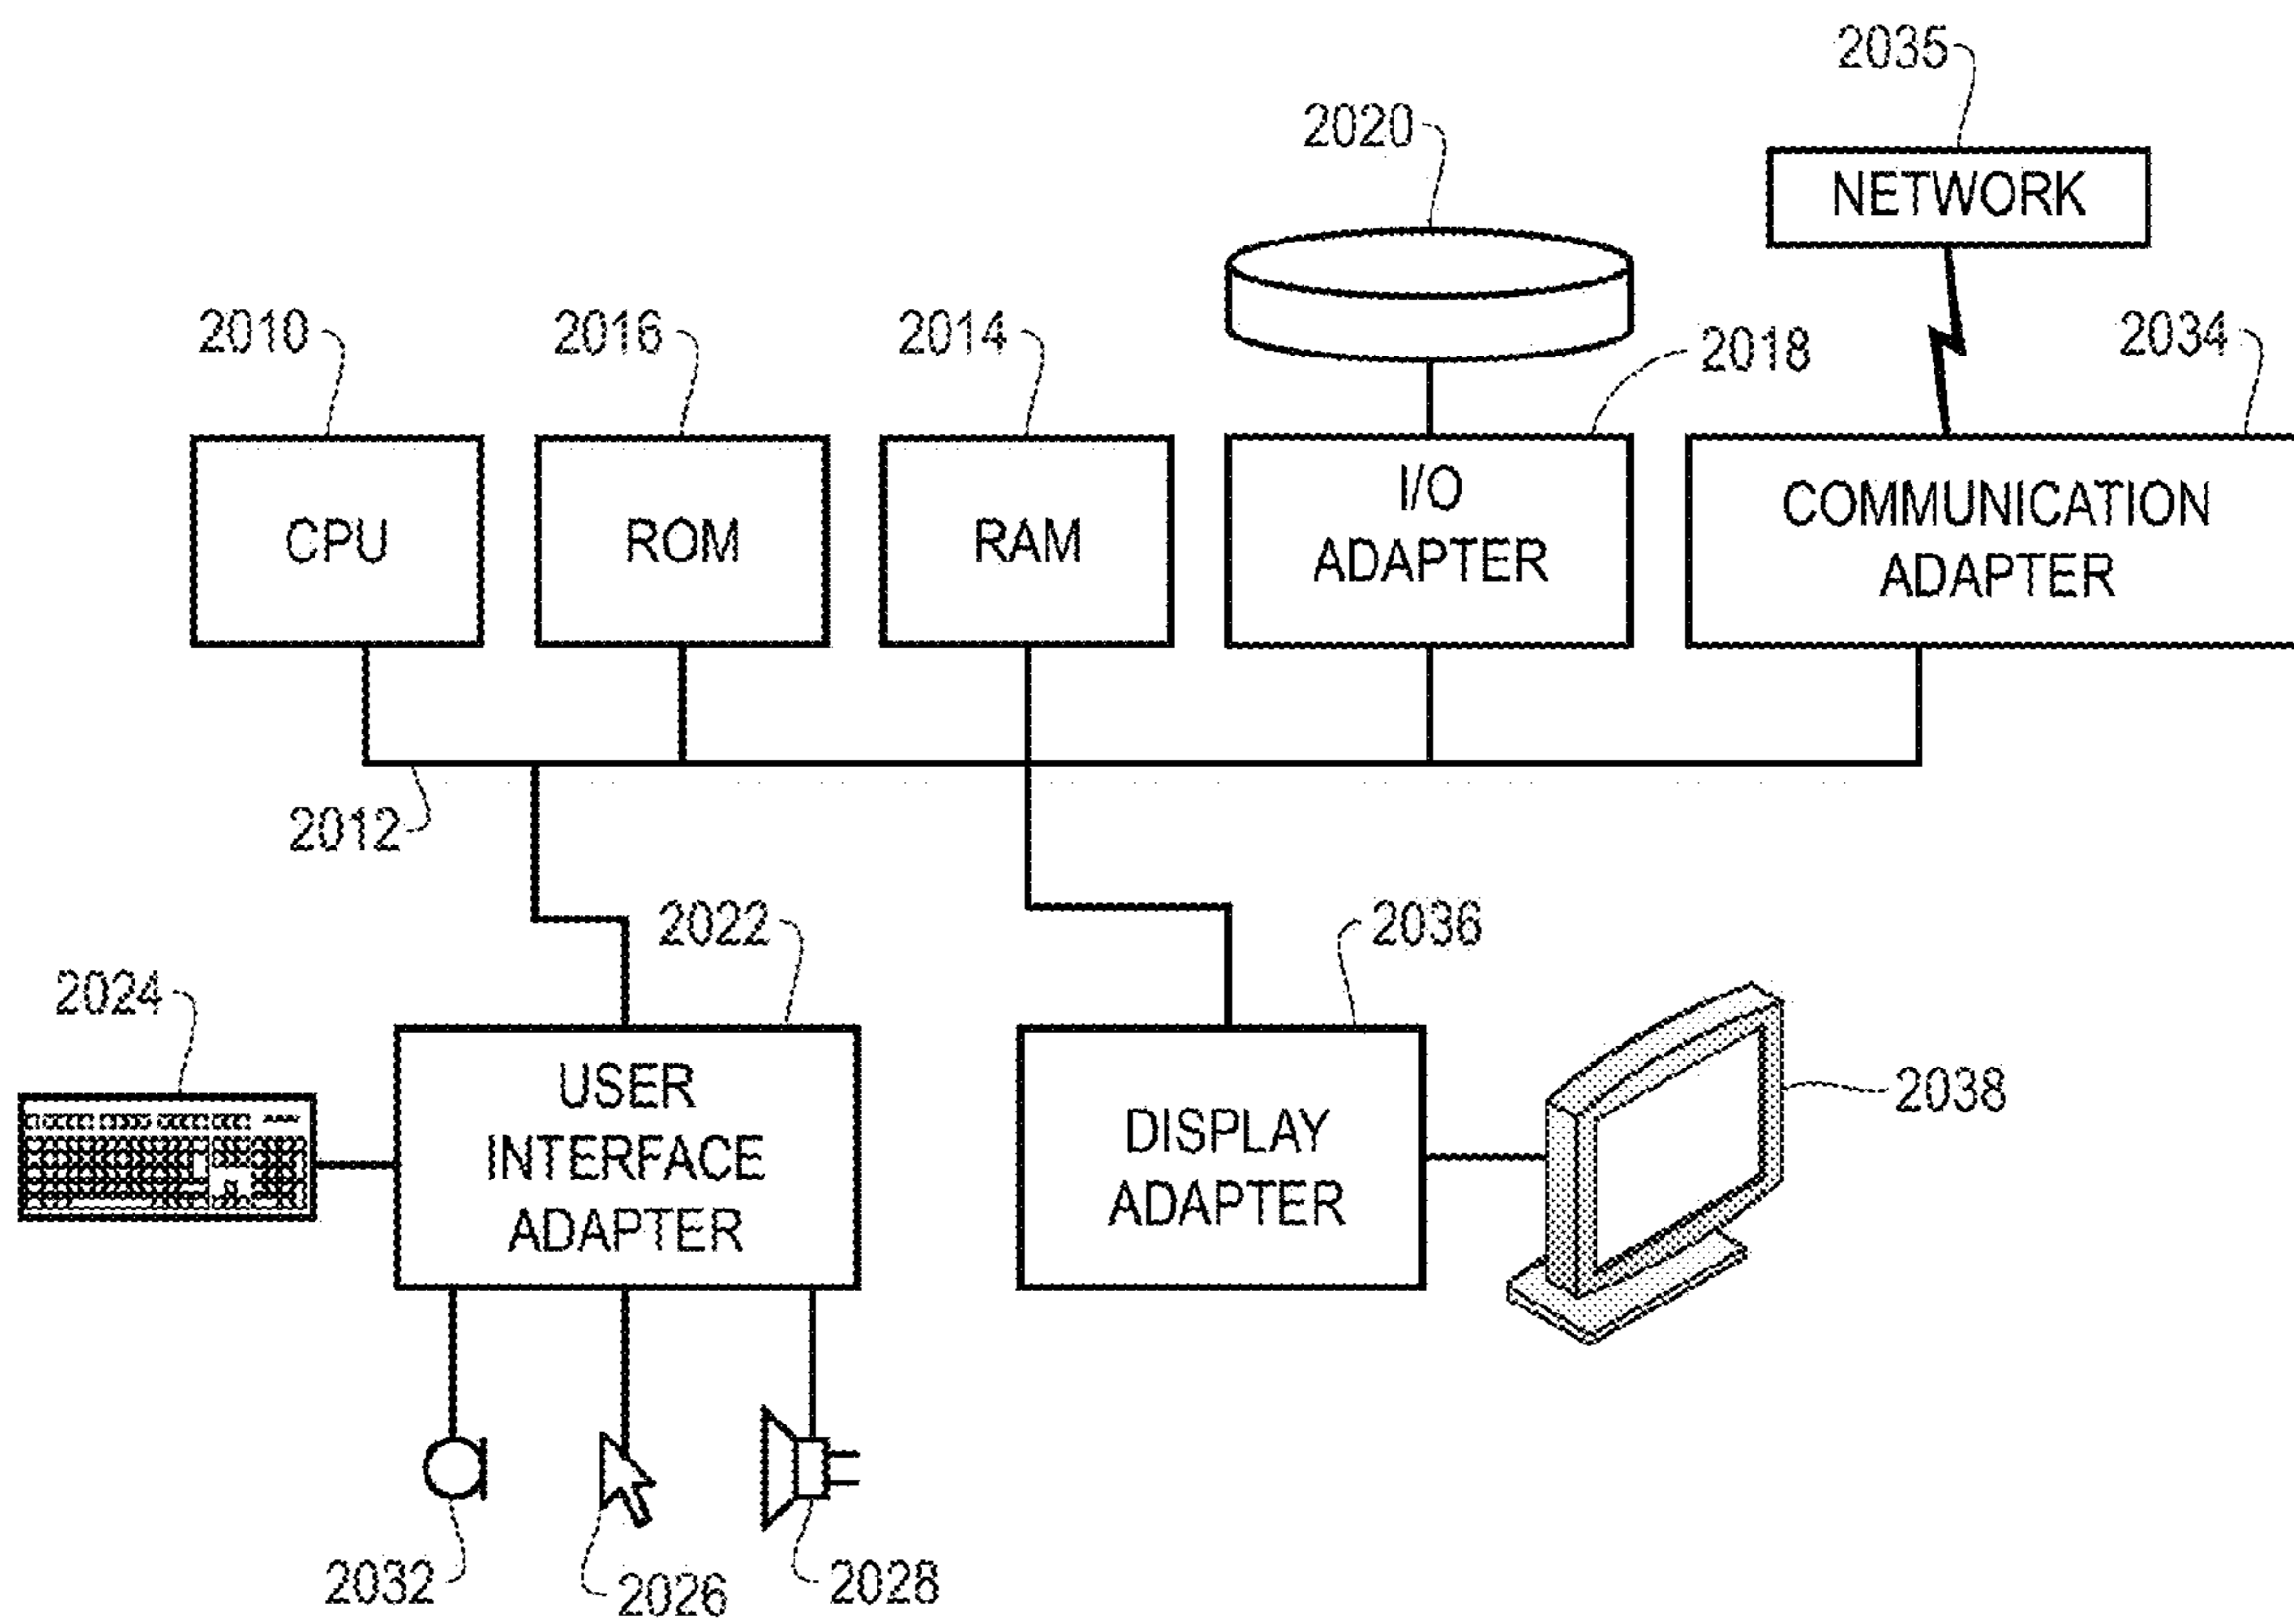 2035
2020
NETWORK
2010
2016
2014
2018
2034
CPU
ROM
RAM
I/O
ADAPTER
COMMUNICATION
ADAPTER
2012
2022
2036
2024
2038
USER
INTERFACE
ADAPTER
DISPLAY
ADAPTER
2032
2026
2028